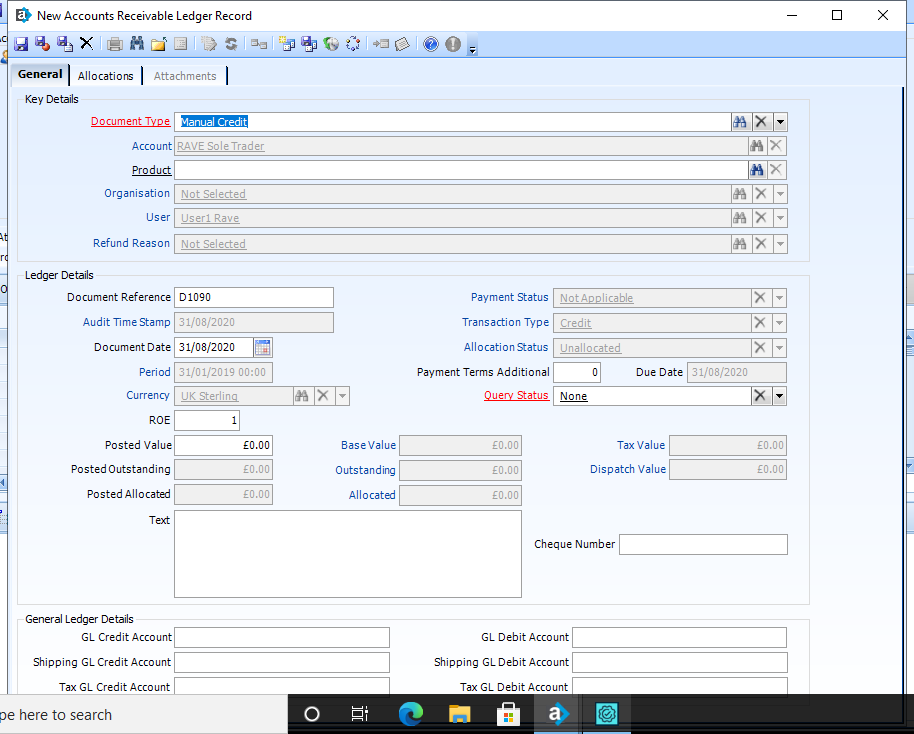 New Accounts Receivable Ledger Record
General Allocations Attachments
Key Details
Document Type Manual Credit
Account RAVE Sole Trader
Product
Organisation Not Selected
User User1 Rave
Refund Reason Not Selected
Ledger Details
Document Reference D1090 Payment Status Not Applicable
Audit Time Stamp 31/08/2020 Transaction Type Credit
Document Date 31/08/2020 Allocation Status Unallocated
Period 31/01/2019 00:00 Payment Terms Additional 0 Due Date 31/08/2020
Currency UK Sterling Query Status None
ROE 1
Posted Value £0.00 Base Value £0.00 Tax Value £0.00
Posted Outstanding £0.00 Outstanding £0.00 Dispatch Value £0.00
Posted Allocated £0.00 Allocated £0.00
Text
Cheque Number
General Ledger Details
GL Credit Account GL Debit Account
Shipping GL Credit Account Shipping GL Debit Account
Tax GL Credit Account Tax GL Debit Account
pe here to search